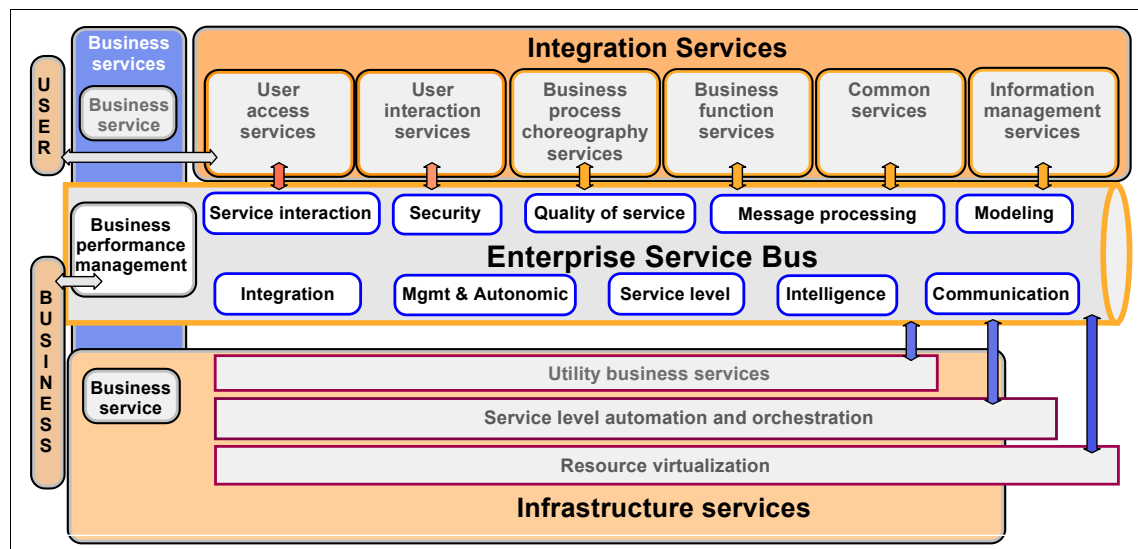 Business
services
Integration Services
USER
Business
service
User
access
services
User
interaction
services
Business
process
choreography
services
Business
function
services
Common
services
Information
management
services
Service interaction
Security
Quality of service
Message processing
Modeling
Business
performance
management
Enterprise Service Bus
BUSINESS
Integration
Mgmt & Autonomic
Service level
Intelligence
Communication
Business
service
Utility business services
Service level automation and orchestration
Resource virtualization
Infrastructure services